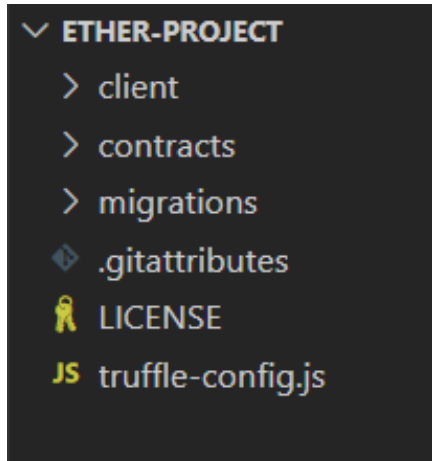 ETHER-PROJECT
client
contracts
migrations
.gitattributes
LICENSE
JS truffle-config.js